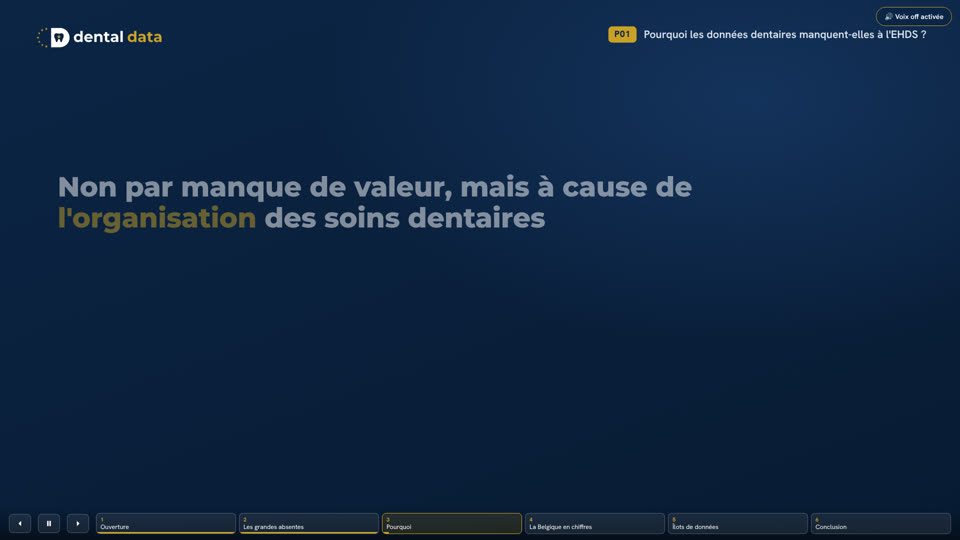 🔊 Voix off activée
dental data
P01 Pourquoi les données dentaires manquent-elles à l'EHDS ?
Non par manque de valeur, mais à cause de
l'organisation des soins dentaires
1
Ouverture
2
Les grandes absentes
3
Pourquoi
4
La Belgique en chiffres
5
Îlots de données
6
Conclusion